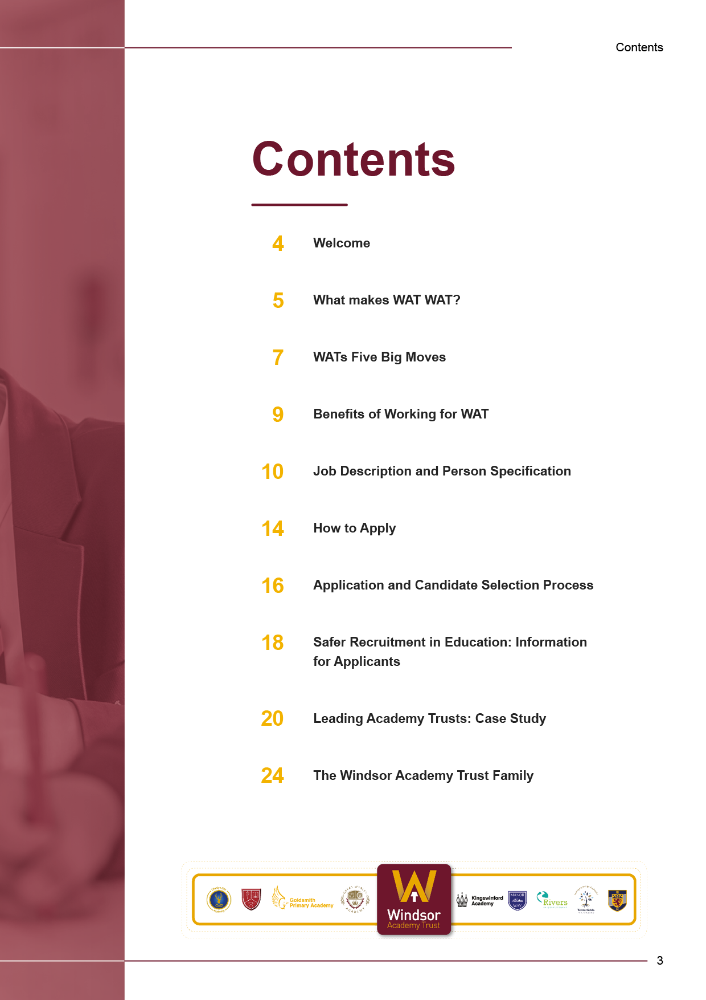 Contents
Contents
4 Welcome
5 What makes WAT WAT?
7 WATs Five Big Moves
9 Benefits of Working for WAT
10 Job Description and Person Specification
14 How to Apply
16 Application and Candidate Selection Process
18 Safer Recruitment in Education: Information
for Applicants
20 Leading Academy Trusts: Case Study
24 The Windsor Academy Trust Family
Goldsmith
Primary Academy
GREAT WYRLEY
ACADEMY
Windsor
Academy Trust
Kingswinford
Academy
MANOR
WAY
Rivers
Tenterfields
3